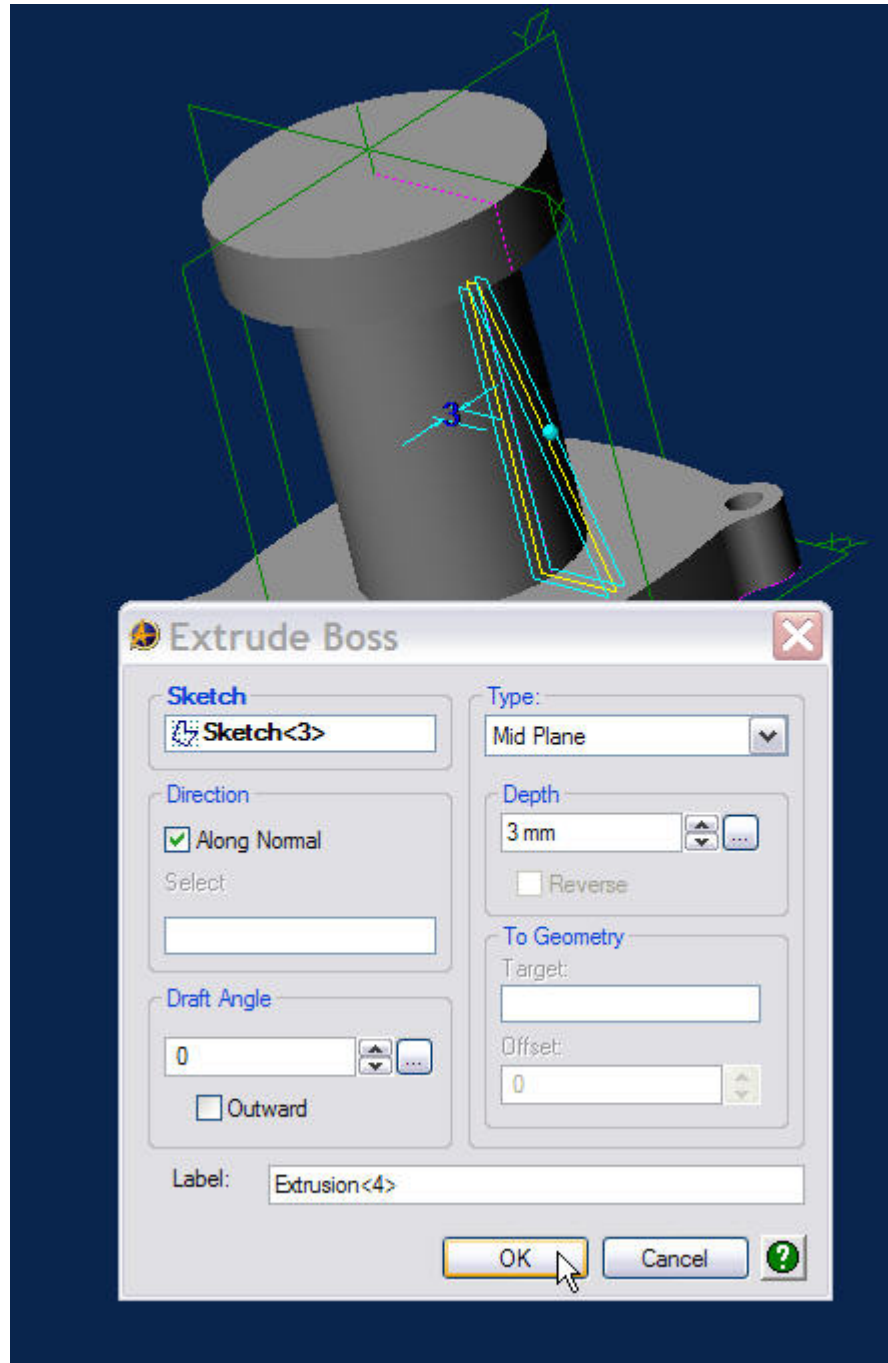 3
Extrude Boss
Sketch
Sketch<3>
Type:
Mid Plane
Direction
Along Normal
Select
Depth
3 mm
...
Reverse
To Geometry
Target:
Offset:
0
Draft Angle
0
...
Outward
Label:
Extrusion<4>
OK
Cancel
?